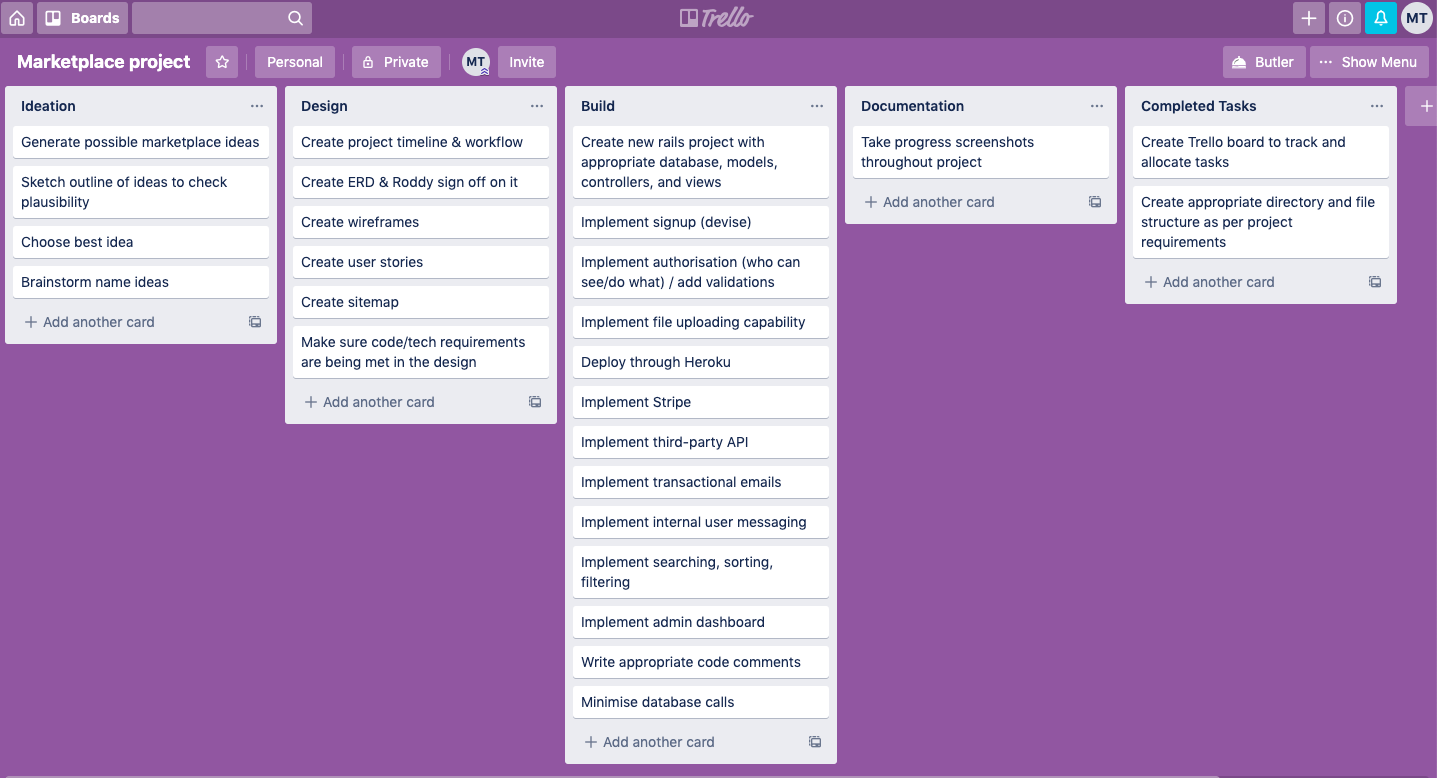 Boards
Trello
MT
Marketplace project
Personal
Private
MT
Invite
Butler
Show Menu
Ideation
Generate possible marketplace ideas
Sketch outline of ideas to check
plausibility
Choose best idea
Brainstorm name ideas
Add another card
Design
Create project timeline & workflow
Create ERD & Roddy sign off on it
Create wireframes
Create user stories
Create sitemap
Make sure code/tech requirements
are being met in the design
Add another card
Build
Create new rails project with
appropriate database, models,
controllers, and views
Implement signup (devise)
Implement authorisation (who can
see/do what) / add validations
Implement file uploading capability
Deploy through Heroku
Implement Stripe
Implement third-party API
Implement transactional emails
Implement internal user messaging
Implement searching, sorting,
filtering
Implement admin dashboard
Write appropriate code comments
Minimise database calls
Add another card
Documentation
Take progress screenshots
throughout project
Add another card
Completed Tasks
Create Trello board to track and
allocate tasks
Create appropriate directory and file
structure as per project
requirements
Add another card